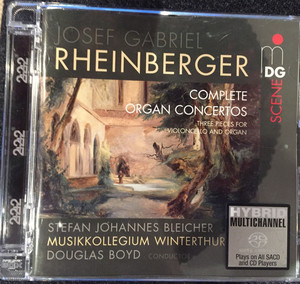 JOSEF GABRIEL
RHEINBERGER
COMPLETE
ORGAN CONCERTOS
THREE PIECES FOR
VIOLONCELLO AND ORGAN
DG
SCENE
STEFAN JOHANNES BLEICHER
MUSIKKOLLEGIUM WINTERTHUR
DOUGLAS BOYD
HYBRID
MULTICHANNEL
Plays on All SACD
and CD Players